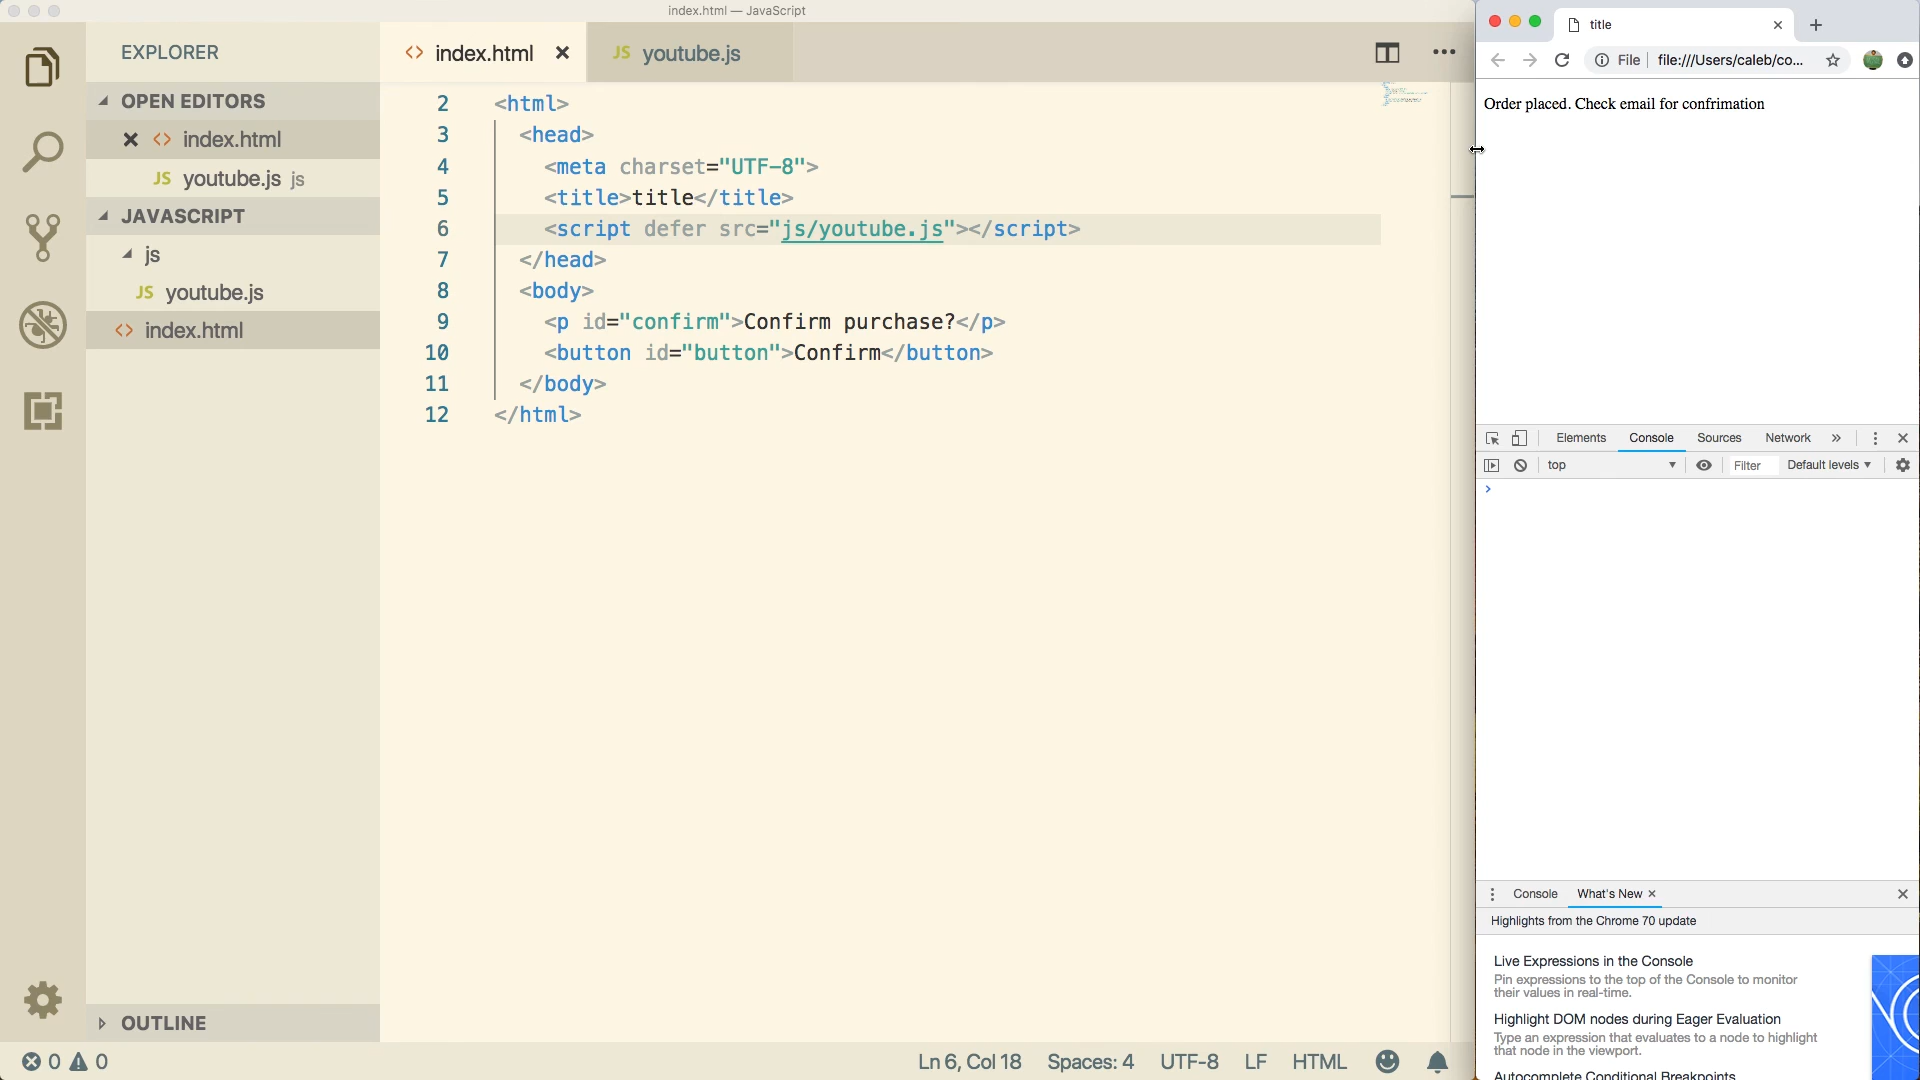 index.html — JavaScript
EXPLORER
OPEN EDITORS
index.html
JS youtube.js js
JAVASCRIPT
js
JS youtube.js
<> index.html
OUTLINE
<> index.html
JS youtube.js
2 <html>
3 <head>
4 <meta charset="UTF-8">
5 <title>title</title>
6 <script defer src="js/youtube.js"></script>
7 </head>
8 <body>
9 <p id="confirm">Confirm purchase?</p>
10 <button id="button">Confirm</button>
11 </body>
12 </html>
0 0
Ln 6, Col 18 Spaces: 4 UTF-8 LF HTML
title
File file:///Users/caleb/co...
Order placed. Check email for confrimation
Elements Console Sources Network »
top Filter Default levels
Console What's New
Highlights from the Chrome 70 update
Live Expressions in the Console
Pin expressions to the top of the Console to monitor
their values in real-time.
Highlight DOM nodes during Eager Evaluation
Type an expression that evaluates to a node to highlight
that node in the viewport.
Autocomplete Conditional Breakpoints